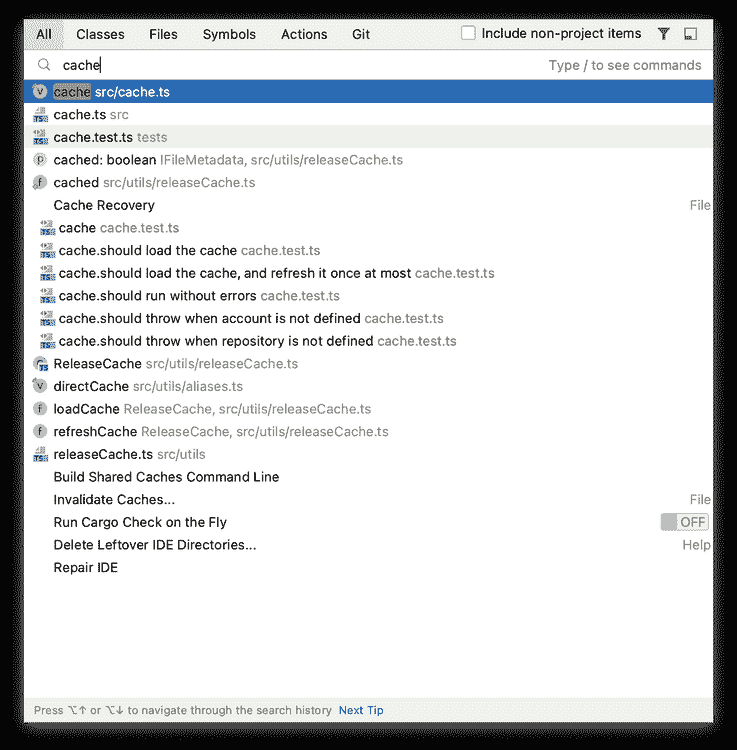 All Classes Files Symbols Actions Git Include non-project items
cache Type / to see commands
cache src/cache.ts
cache.ts src
cache.test.ts tests
cached: boolean IFileMetadata, src/utils/releaseCache.ts
cached src/utils/releaseCache.ts
Cache Recovery File
cache cache.test.ts
cache.should load the cache cache.test.ts
cache.should load the cache, and refresh it once at most cache.test.ts
cache.should run without errors cache.test.ts
cache.should throw when account is not defined cache.test.ts
cache.should throw when repository is not defined cache.test.ts
ReleaseCache src/utils/releaseCache.ts
directCache src/utils/aliases.ts
loadCache ReleaseCache, src/utils/releaseCache.ts
refreshCache ReleaseCache, src/utils/releaseCache.ts
releaseCache.ts src/utils
Build Shared Caches Command Line
Invalidate Caches... File
Run Cargo Check on the Fly OFF
Delete Leftover IDE Directories... Help
Repair IDE
Press ⌥↑ or ⌥↓ to navigate through the search history Next Tip